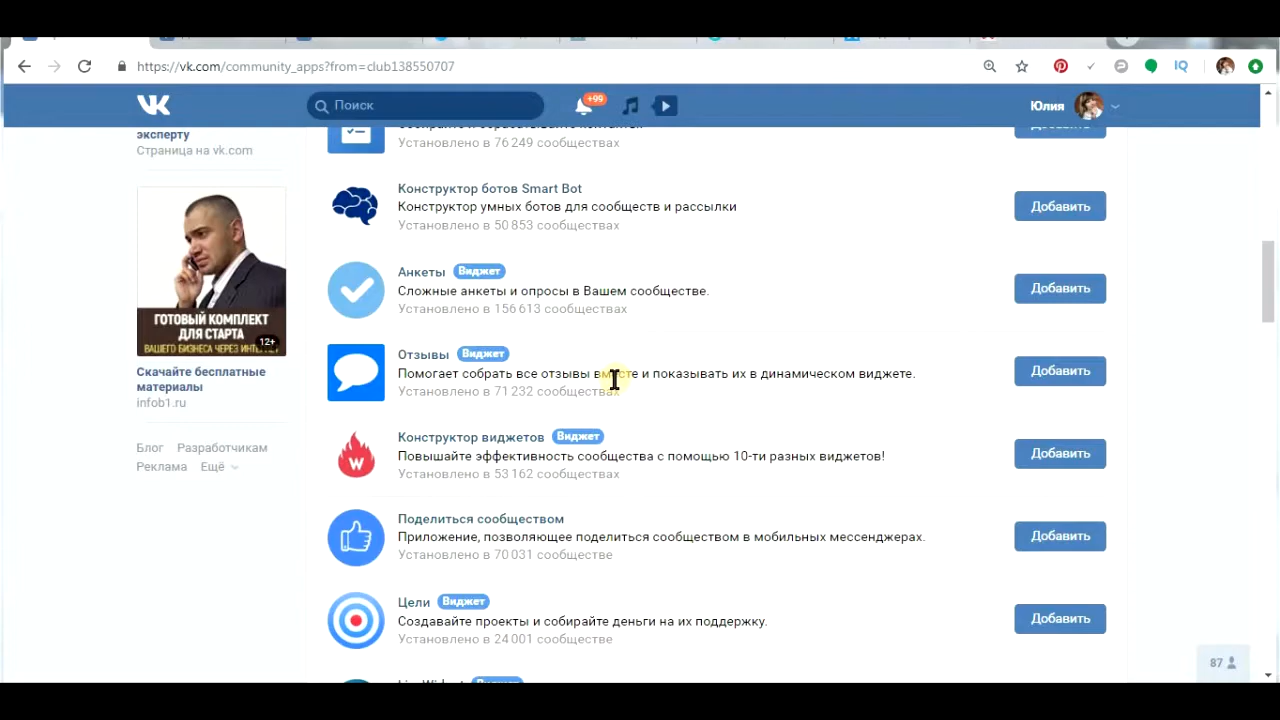 https://vk.com/community_apps?from=club138550707
Поиск
+99
Юлия
эксперту
Страница на vk.com
ГОТОВЫЙ КОМПЛЕКТ
ДЛЯ СТАРТА
ВАШЕГО БИЗНЕСА ЧЕРЕЗ ИНТЕРНЕТ
12+
Скачайте бесплатные
материалы
infob1.ru
Блог Разработчикам
Реклама Ещё
Установлено в 76 249 сообществах
Добавить
Конструктор ботов Smart Bot
Конструктор умных ботов для сообществ и рассылки
Установлено в 50 853 сообществах
Добавить
Анкеты Виджет
Сложные анкеты и опросы в Вашем сообществе.
Установлено в 156 613 сообществах
Добавить
Отзывы Виджет
Помогает собрать все отзывы вместе и показывать их в динамическом виджете.
Установлено в 71 232 сообществах
Добавить
W
Конструктор виджетов Виджет
Повышайте эффективность сообщества с помощью 10-ти разных виджетов!
Установлено в 53 162 сообществах
Добавить
Поделиться сообществом
Приложение, позволяющее поделиться сообществом в мобильных мессенджерах.
Установлено в 70 031 сообществе
Добавить
Цели Виджет
Создавайте проекты и собирайте деньги на их поддержку.
Установлено в 24 001 сообществе
Добавить
87